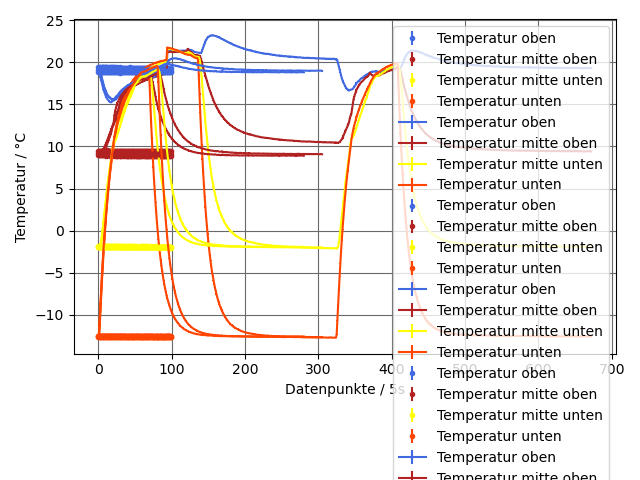 25
20
15
10
5
0
−5
−10
Temperatur / °C
0
100
200
300
400
500
600
700
Datenpunkte / 5s
Temperatur oben
Temperatur mitte oben
Temperatur mitte unten
Temperatur unten
Temperatur oben
Temperatur mitte oben
Temperatur mitte unten
Temperatur unten
Temperatur oben
Temperatur mitte oben
Temperatur mitte unten
Temperatur unten
Temperatur oben
Temperatur mitte oben
Temperatur mitte unten
Temperatur unten
Temperatur oben
Temperatur mitte oben
Temperatur mitte unten
Temperatur unten
Temperatur oben
Temperatur mitte oben